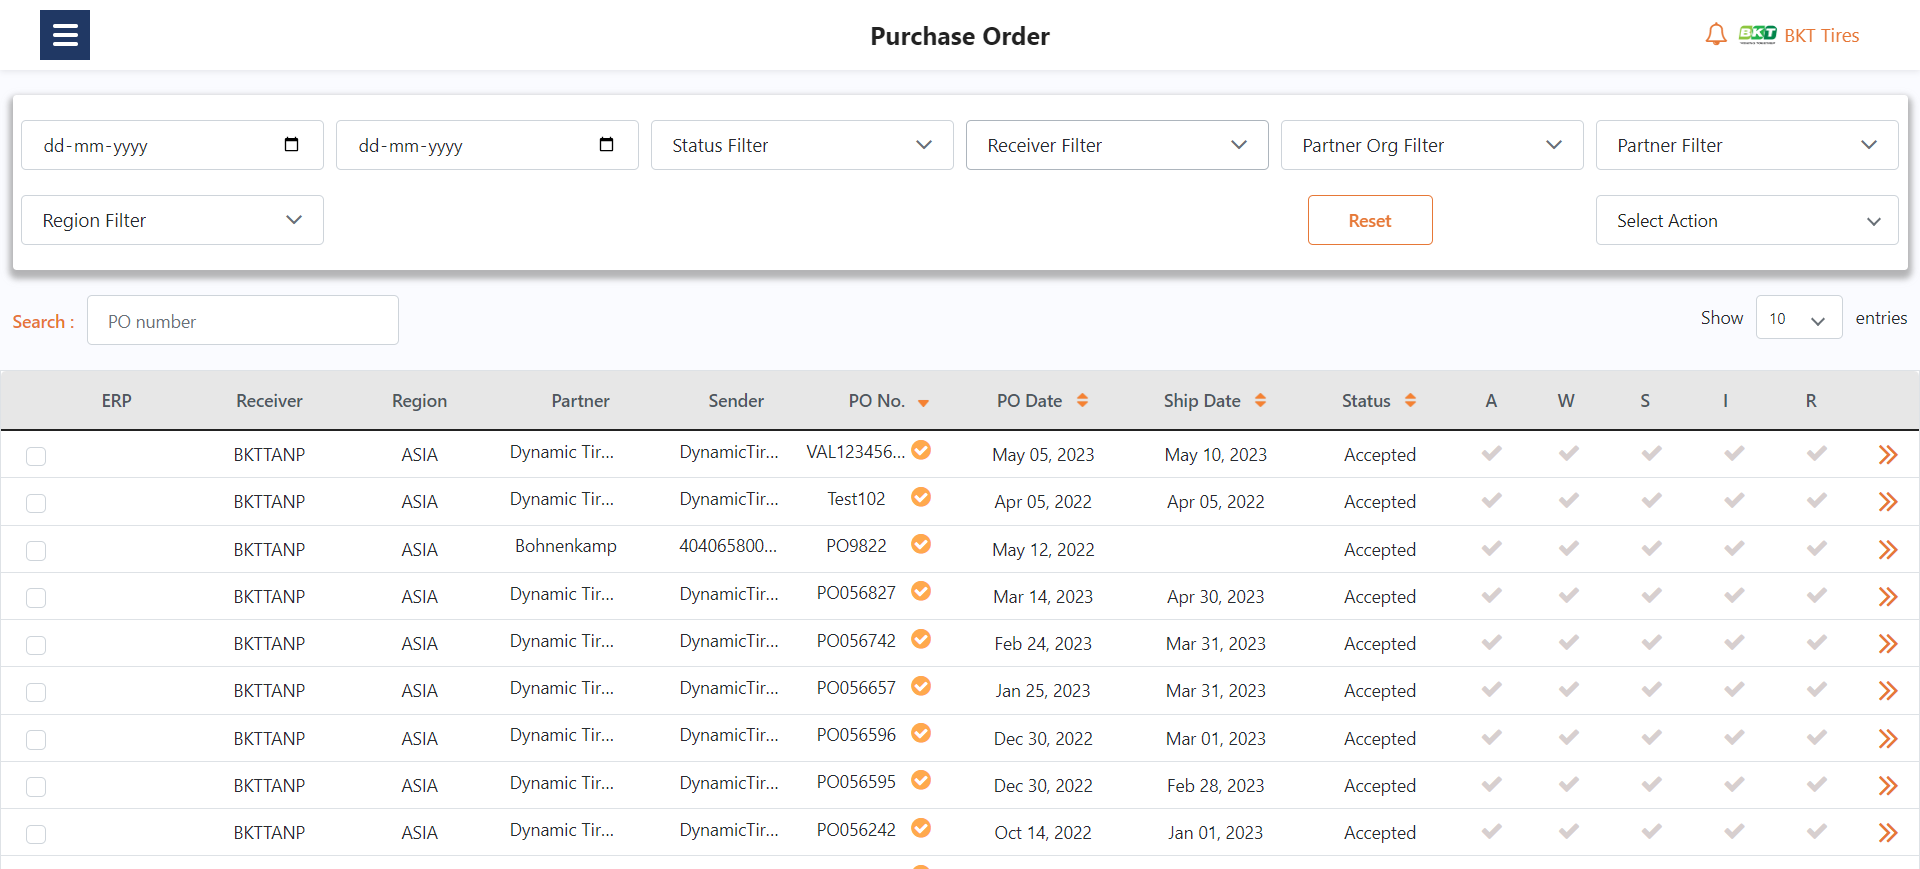 Purchase Order
BKT BKT Tires
dd-mm-yyyy dd-mm-yyyy Status Filter Receiver Filter Partner Org Filter Partner Filter
Region Filter Reset Select Action
Search : PO number Show 10 entries
ERP Receiver Region Partner Sender PO No. PO Date Ship Date Status A W S I R
BKTTANP ASIA Dynamic Tir... DynamicTir... VAL123456... May 05, 2023 May 10, 2023 Accepted
BKTTANP ASIA Dynamic Tir... DynamicTir... Test102 Apr 05, 2022 Apr 05, 2022 Accepted
BKTTANP ASIA Bohnenkamp 404065800... PO9822 May 12, 2022 Accepted
BKTTANP ASIA Dynamic Tir... DynamicTir... PO056827 Mar 14, 2023 Apr 30, 2023 Accepted
BKTTANP ASIA Dynamic Tir... DynamicTir... PO056742 Feb 24, 2023 Mar 31, 2023 Accepted
BKTTANP ASIA Dynamic Tir... DynamicTir... PO056657 Jan 25, 2023 Mar 31, 2023 Accepted
BKTTANP ASIA Dynamic Tir... DynamicTir... PO056596 Dec 30, 2022 Mar 01, 2023 Accepted
BKTTANP ASIA Dynamic Tir... DynamicTir... PO056595 Dec 30, 2022 Feb 28, 2023 Accepted
BKTTANP ASIA Dynamic Tir... DynamicTir... PO056242 Oct 14, 2022 Jan 01, 2023 Accepted